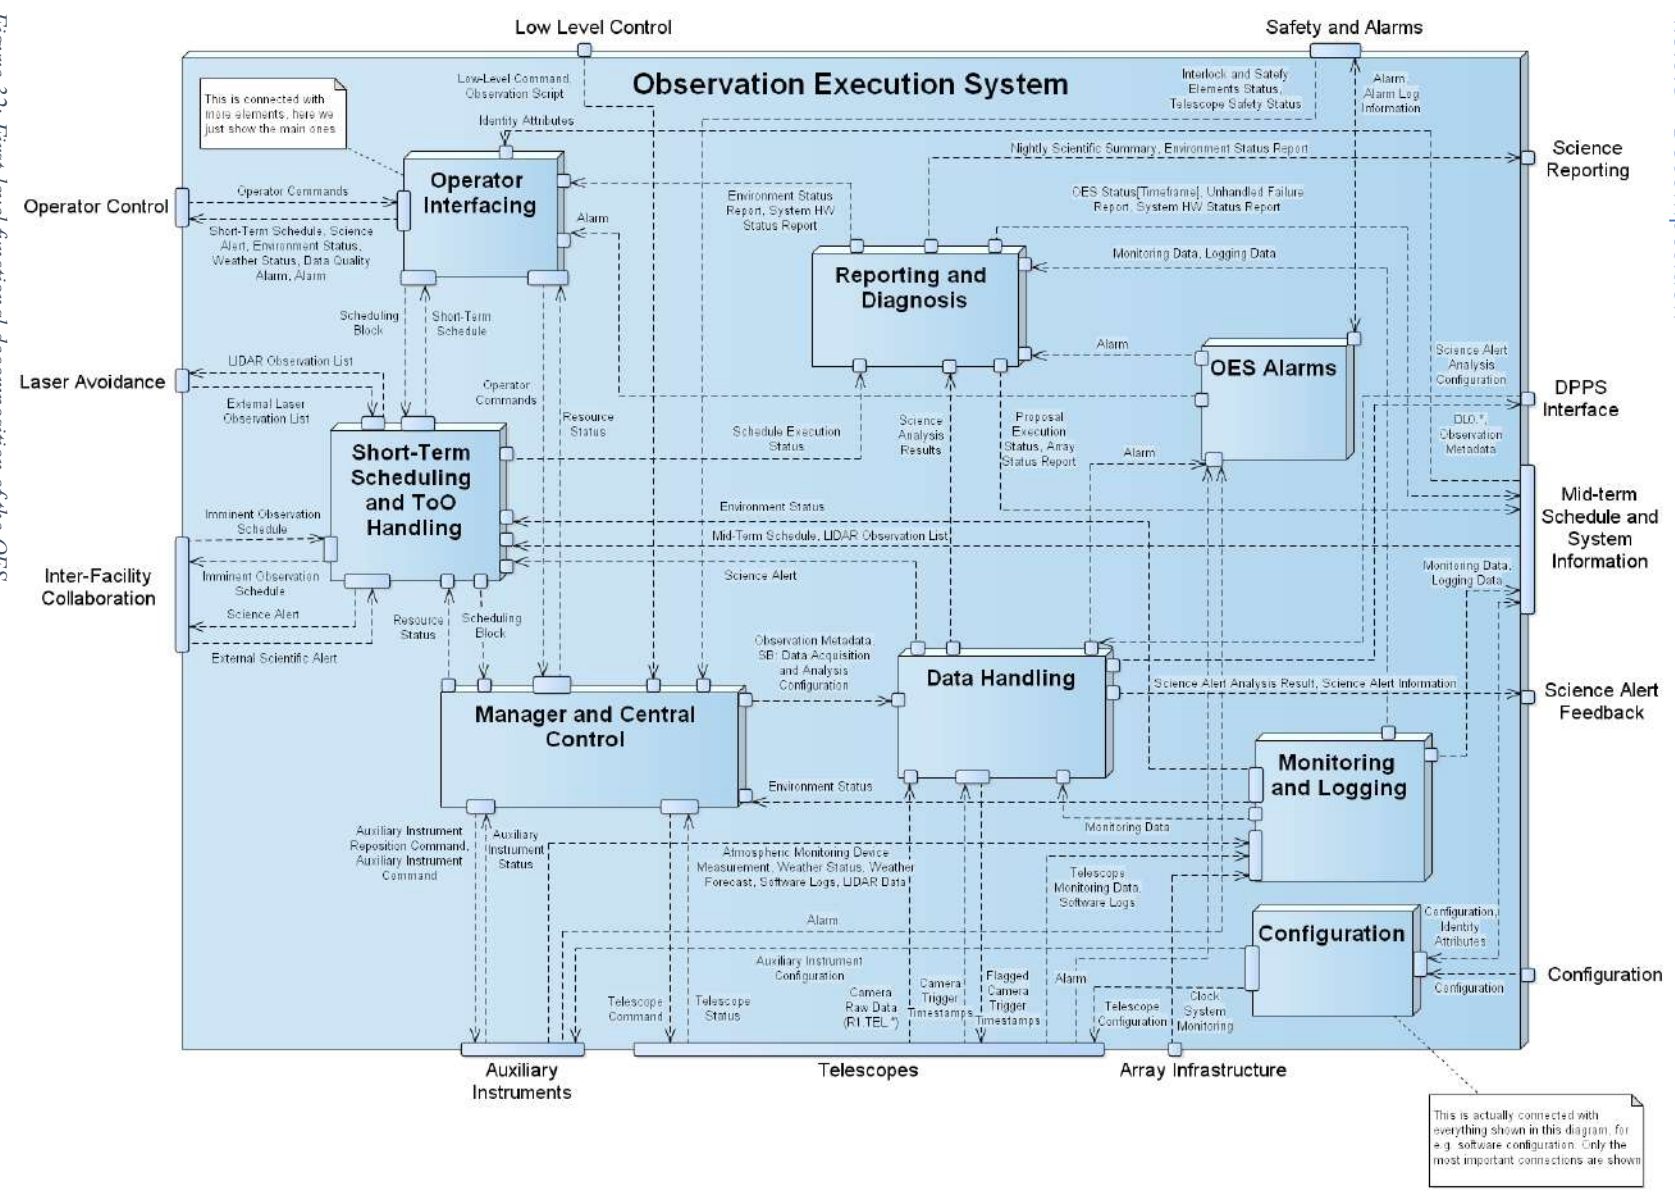 Low Level Control
Safety and Alarms
Observation Execution System
This is connected with
more elements, here we
just show the main ones
Low-Level Command,
Observation Script
Identity Attributes
Interlock and Satefy
Elements Status,
Telescope Safety Status
Alarm,
Alarm Log
Information
Science
Reporting
Nightly Scientific Summary, Environment Status Report
Operator
Interfacing
Operator Control
Operator Commands
Short-Term Schedule, Science
Alert, Environment Status,
Weather Status, Data Quality
Alarm, Alarm
Environment Status
Report, System HW
Status Report
OES Status[Timeframe], Unhandled Failure
Report, System HW Status Report
Alarm
Monitoring Data, Logging Data
Reporting and
Diagnosis
Scheduling
Block
Short-Term
Schedule
Alarm
OES Alarms
Science Alert
Analysis
Configuration
DPPS
Interface
Laser Avoidance
LIDAR Observation List
External Laser
Observation List
Operator
Commands
Resource
Status
Schedule Execution
Status
Science
Analysis
Results
Proposal
Execution
Status, Array
Status Report
Alarm
DL0.*,
Observation
Metadata
Short-Term
Scheduling
and ToO
Handling
Mid-term
Schedule and
System
Information
Environment Status
Mid-Term Schedule, LIDAR Observation List
Science Alert
Imminent Observation
Schedule
Inter-Facility
Collaboration
Imminent Observation
Schedule
Science Alert
External Scientific Alert
Resource
Status
Scheduling
Block
Monitoring Data,
Logging Data
Observation Metadata,
SB: Data Acquisition
and Analysis
Configuration
Data Handling
Science Alert Analysis Result, Science Alert Information
Science Alert
Feedback
Manager and Central
Control
Monitoring
and Logging
Environment Status
Monitoring Data
Auxiliary Instrument
Reposition Command,
Auxiliary Instrument
Command
Auxiliary
Instrument
Status
Atmospheric Monitoring Device
Measurement, Weather Status, Weather
Forecast, Software Logs, LIDAR Data
Telescope
Monitoring Data,
Software Logs
Alarm
Configuration
Configuration,
Identity
Attributes
Configuration
Configuration
Auxiliary Instrument
Configuration
Telescope
Command
Telescope
Status
Camera
Raw Data
(R1.TEL.*)
Camera
Trigger
Timestamps
Flagged
Camera
Trigger
Timestamps
Alarm
Telescope
Configuration
Clock
System
Monitoring
Auxiliary
Instruments
Telescopes
Array Infrastructure
This is actually connected with
everything shown in this diagram, for
e.g. software configuration. Only the
most important connections are shown